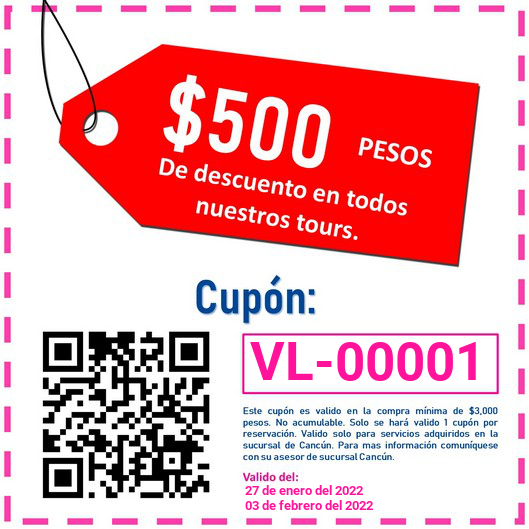 $500 PESOS
De descuento en todos
nuestros tours.
Cupón:
VL-00001
Este cupón es valido en la compra mínima de $3,000
pesos. No acumulable. Solo se hará valido 1 cupón por
reservación. Valido solo para servicios adquiridos en la
sucursal de Cancún. Para mas información comuníquese
con su asesor de sucursal Cancún.
Valido del:
27 de enero del 2022
03 de febrero del 2022